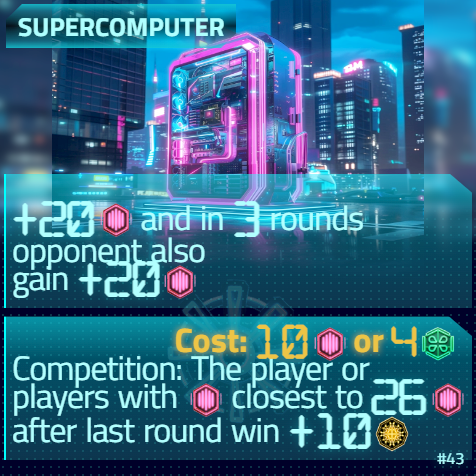 SUPERCOMPUTER
+20 and in 3 rounds
opponent also
gain +20
Cost: 10 or 4
Competition: The player or
players with closest to 26
after last round win +10
#43